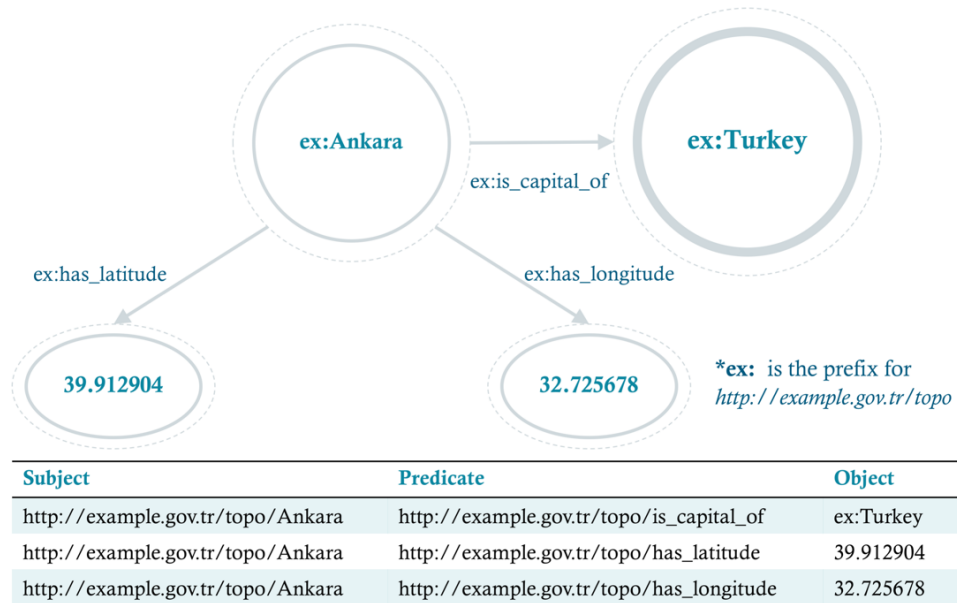 ex:Ankara
ex:Turkey
ex:is_capital_of
ex:has_latitude
ex:has_longitude
39.912904
32.725678
*ex: is the prefix for
http://example.gov.tr/topo
Subject Predicate Object
http://example.gov.tr/topo/Ankara http://example.gov.tr/topo/is_capital_of ex:Turkey
http://example.gov.tr/topo/Ankara http://example.gov.tr/topo/has_latitude 39.912904
http://example.gov.tr/topo/Ankara http://example.gov.tr/topo/has_longitude 32.725678